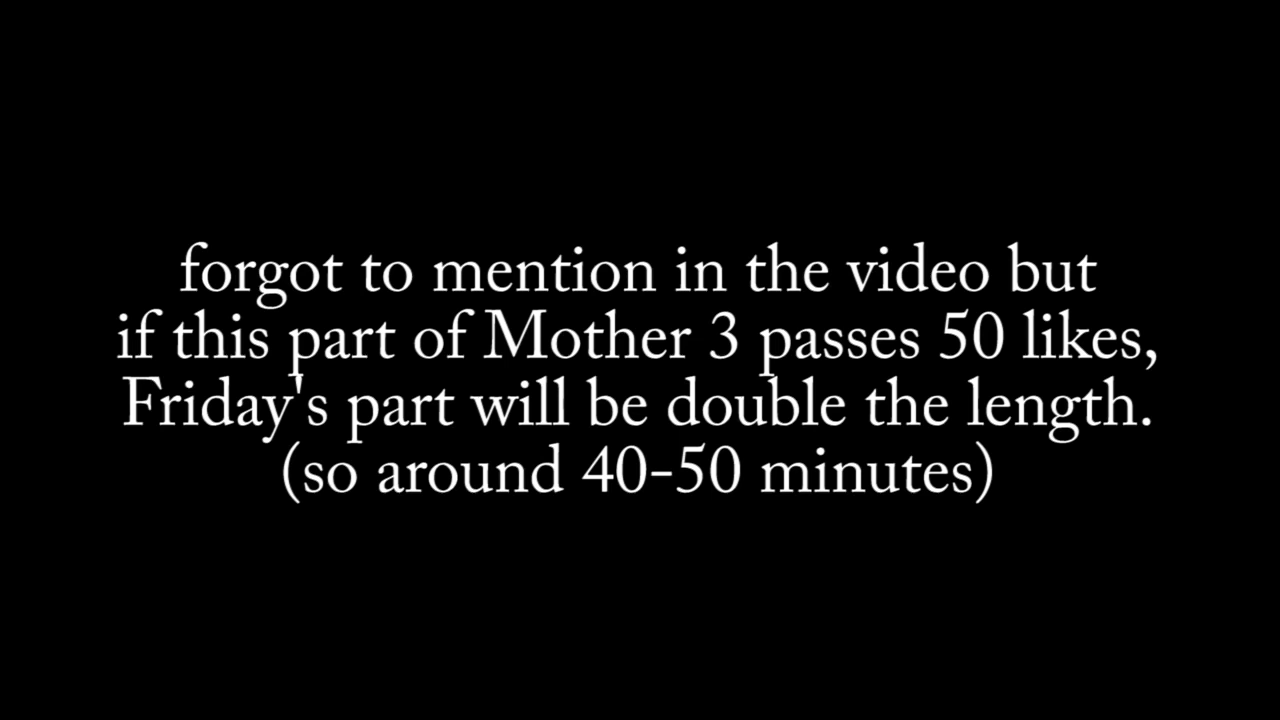 forgot to mention in the video but
if this part of Mother 3 passes 50 likes,
Friday's part will be double the length.
(so around 40-50 minutes)